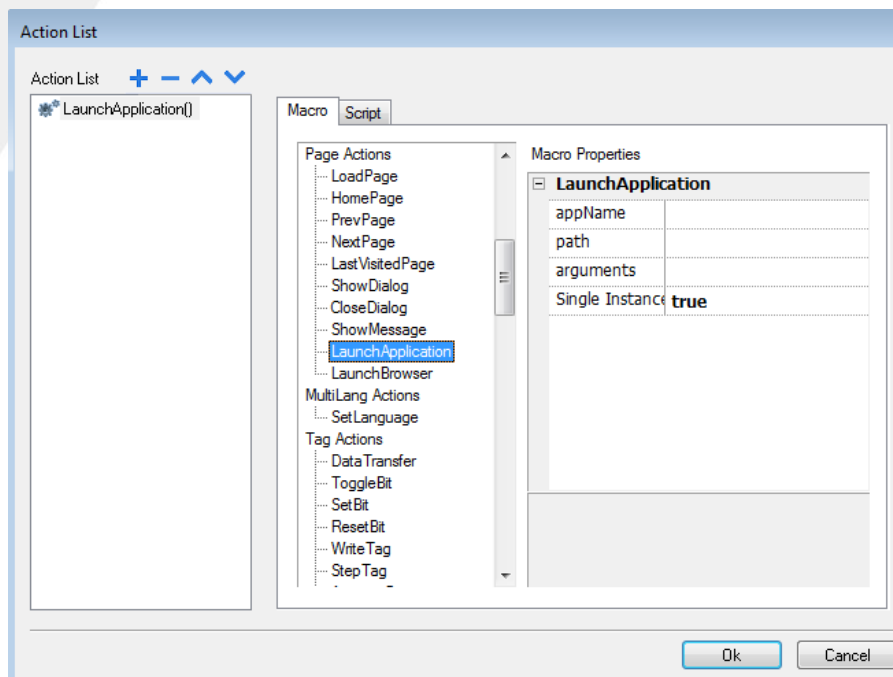 Action List
Action List
LaunchApplication()
Macro
Script
Page Actions
LoadPage
HomePage
PrevPage
NextPage
LastVisitedPage
ShowDialog
CloseDialog
ShowMessage
LaunchApplication
LaunchBrowser
MultiLang Actions
SetLanguage
Tag Actions
DataTransfer
ToggleBit
SetBit
ResetBit
WriteTag
StepTag
Macro Properties
LaunchApplication
appName
path
arguments
Single Instance true
Ok
Cancel